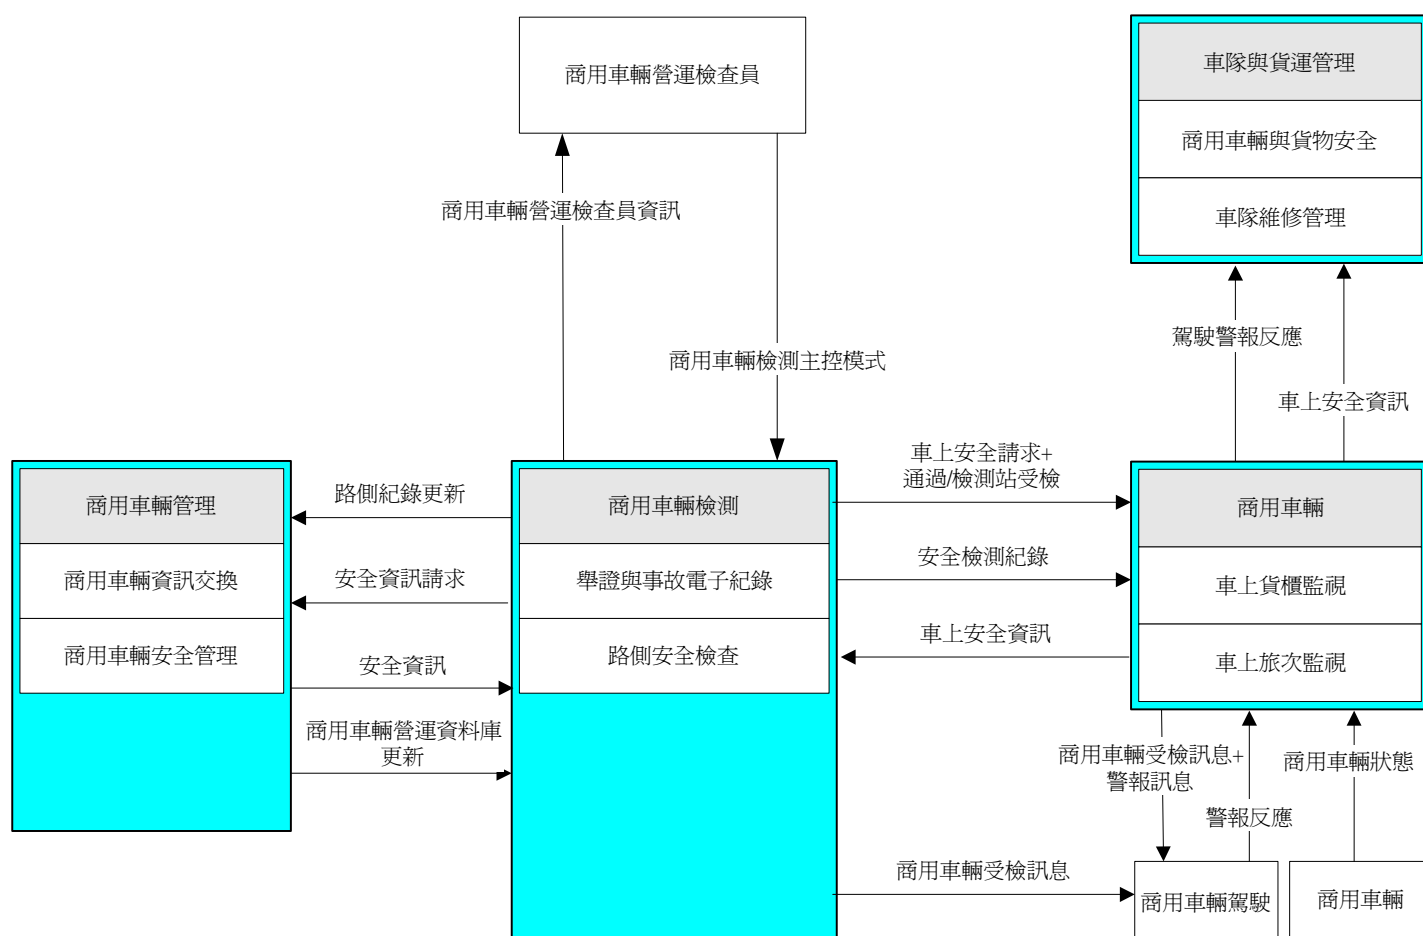 商用車輛營運檢查員
車隊與貨運管理
商用車輛與貨物安全
車隊維修管理
商用車輛營運檢查員資訊
商用車輛檢測主控模式
駕駛警報反應
車上安全資訊
商用車輛管理
商用車輛資訊交換
商用車輛安全管理
路側紀錄更新
安全資訊請求
安全資訊
商用車輛營運資料庫
更新
商用車輛檢測
舉證與事故電子紀錄
路側安全檢查
車上安全請求+
通過/檢測站受檢
安全檢測紀錄
車上安全資訊
商用車輛
車上貨櫃監視
車上旅次監視
商用車輛受檢訊息+
警報訊息
警報反應
商用車輛狀態
商用車輛受檢訊息
商用車輛駕駛
商用車輛